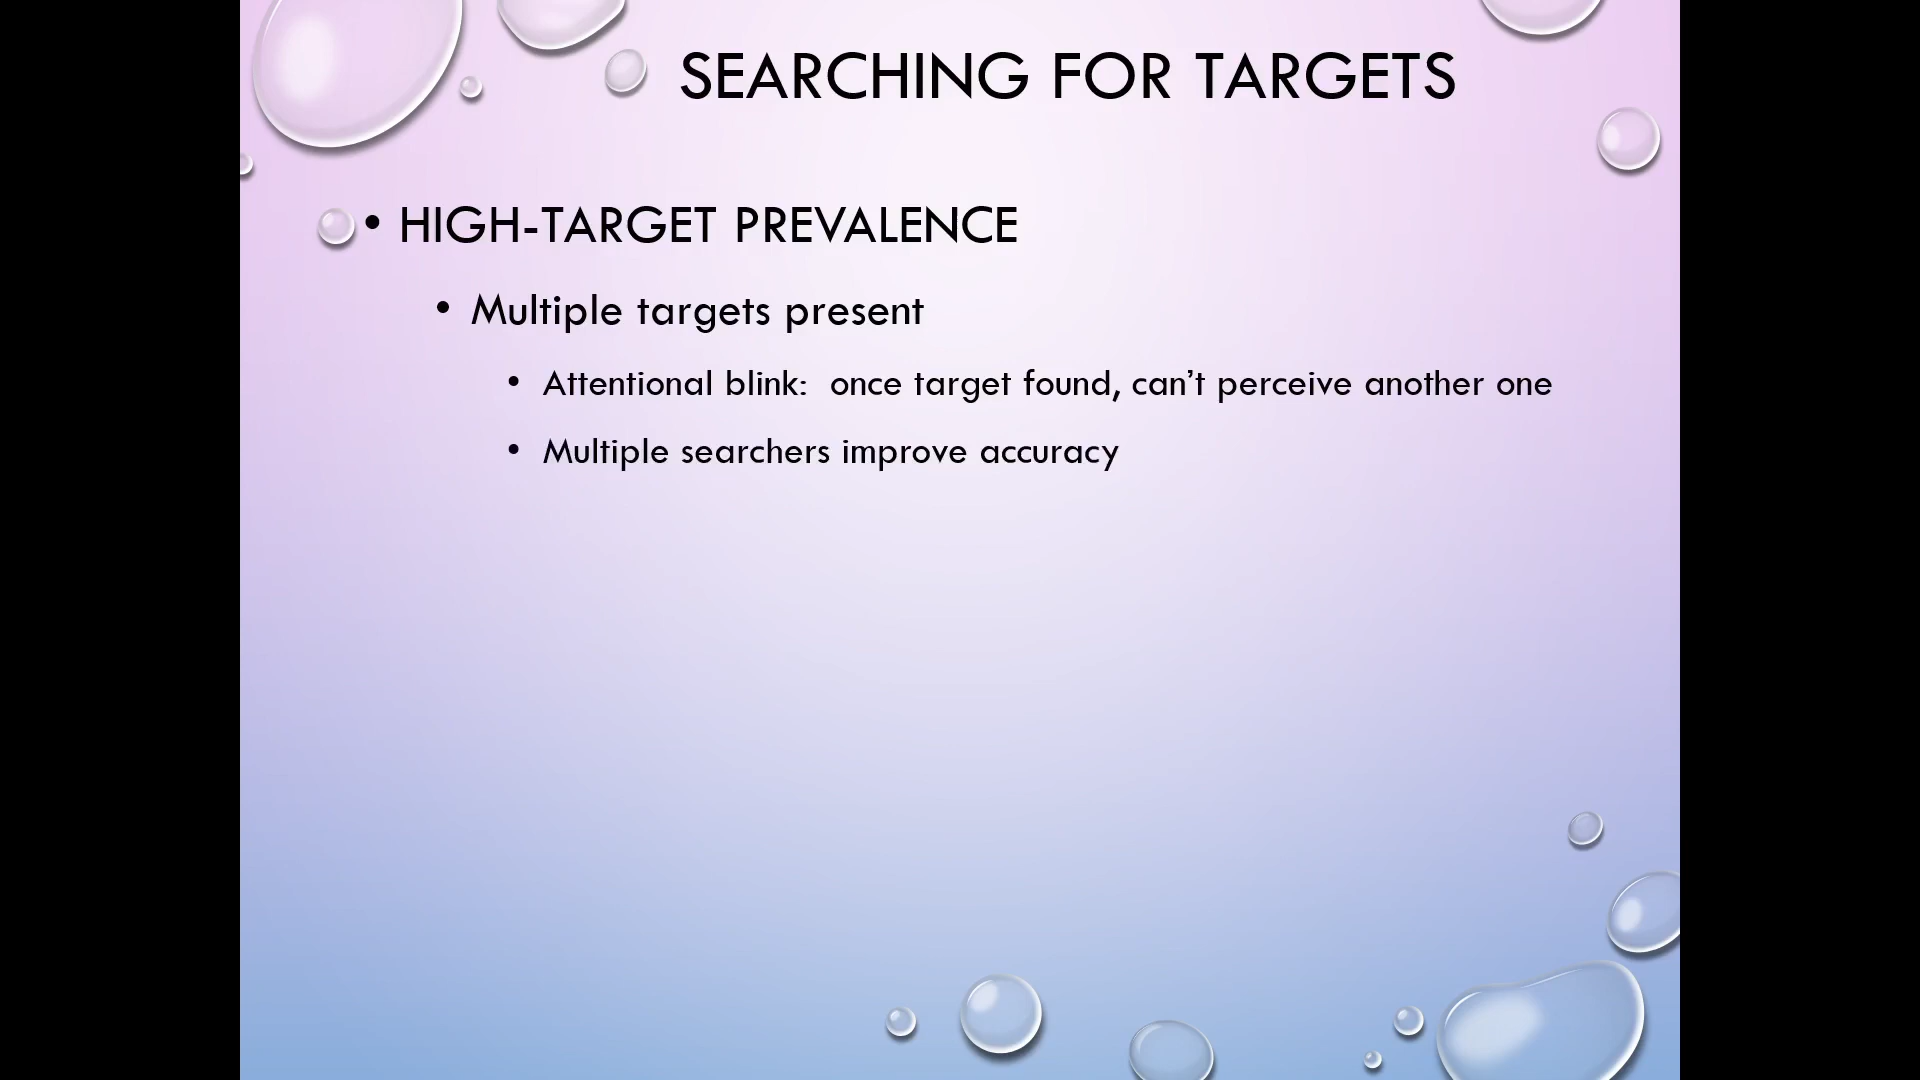 SEARCHING FOR TARGETS
• HIGH-TARGET PREVALENCE
• Multiple targets present
• Attentional blink:  once target found, can’t perceive another one
• Multiple searchers improve accuracy